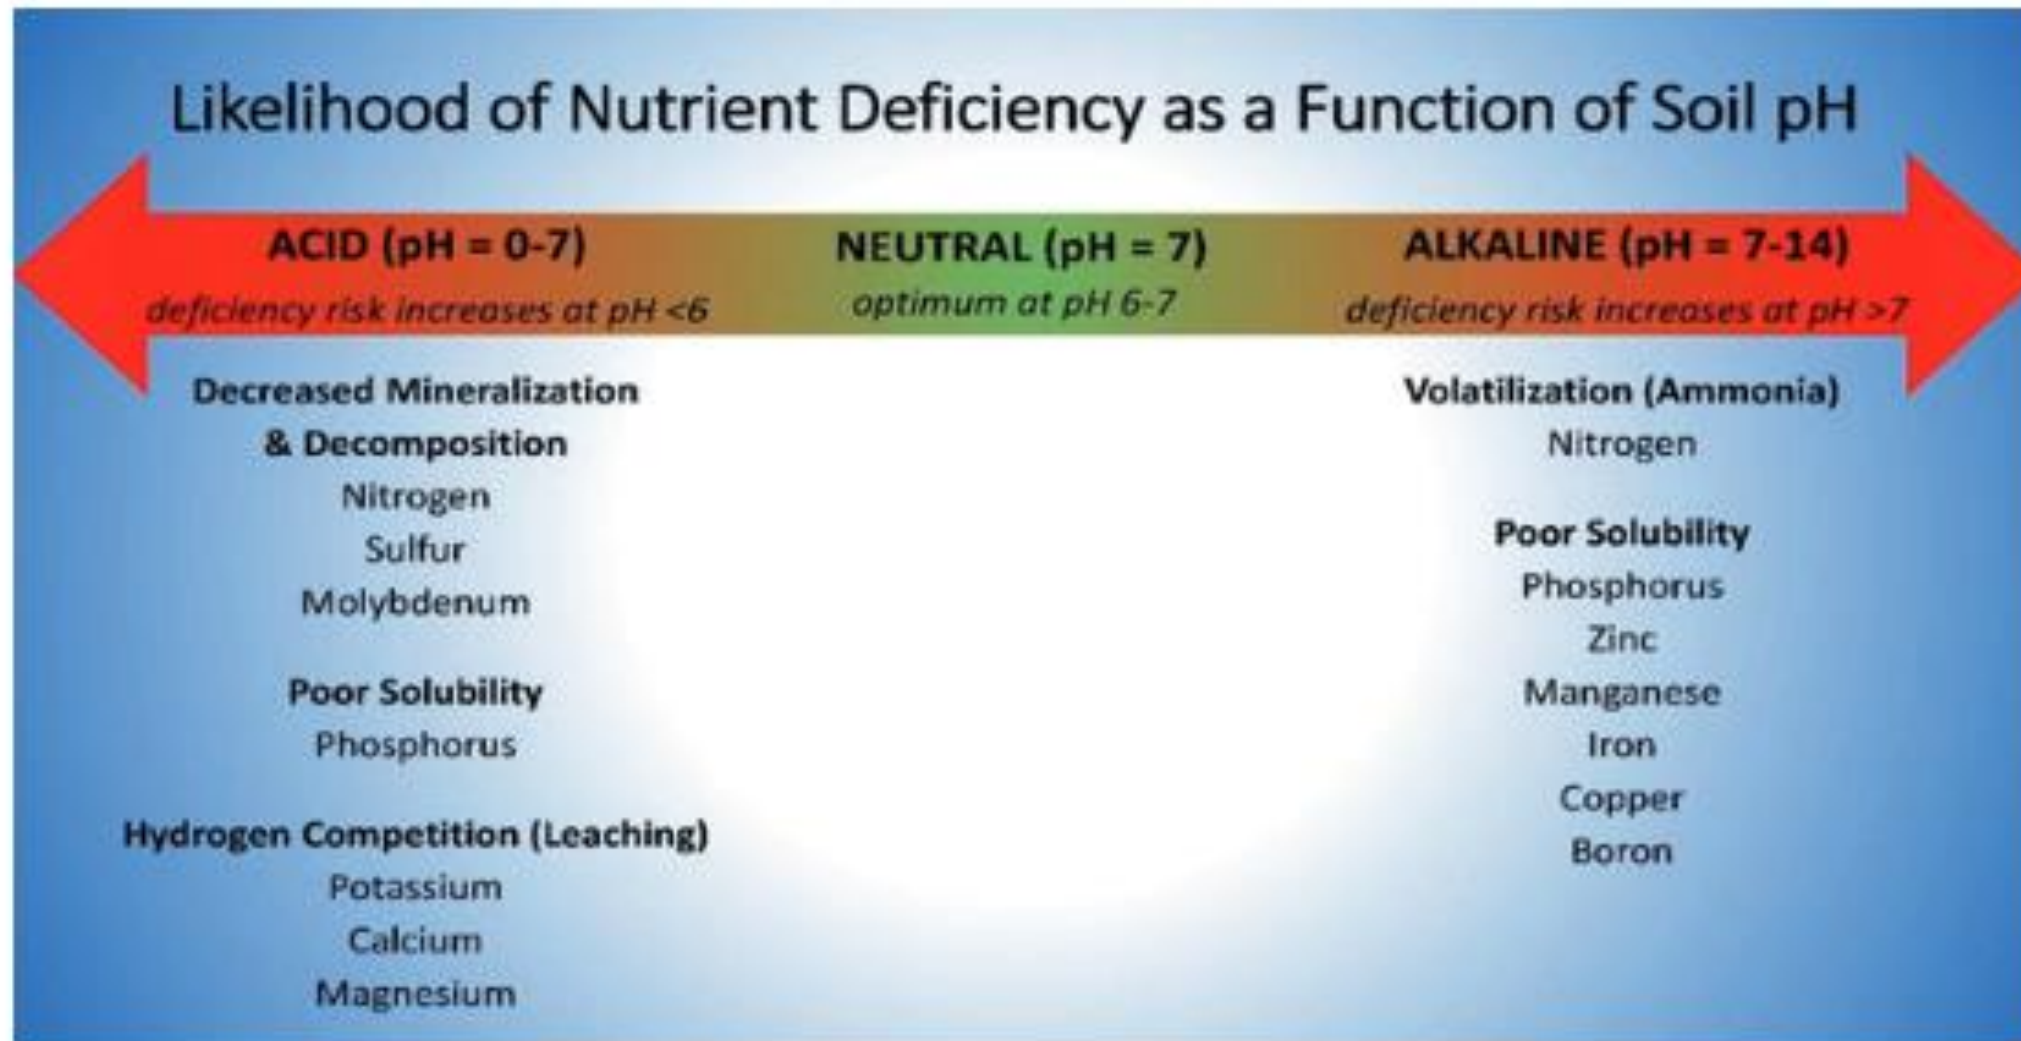 Likelihood of Nutrient Deficiency as a Function of Soil pH
ACID (pH = 0-7)
deficiency risk increases at pH <6
NEUTRAL (pH = 7)
optimum at pH 6-7
ALKALINE (pH = 7-14)
deficiency risk increases at pH >7
Decreased Mineralization
& Decomposition
Nitrogen
Sulfur
Molybdenum
Poor Solubility
Phosphorus
Hydrogen Competition (Leaching)
Potassium
Calcium
Magnesium
Volatilization (Ammonia)
Nitrogen
Poor Solubility
Phosphorus
Zinc
Manganese
Iron
Copper
Boron